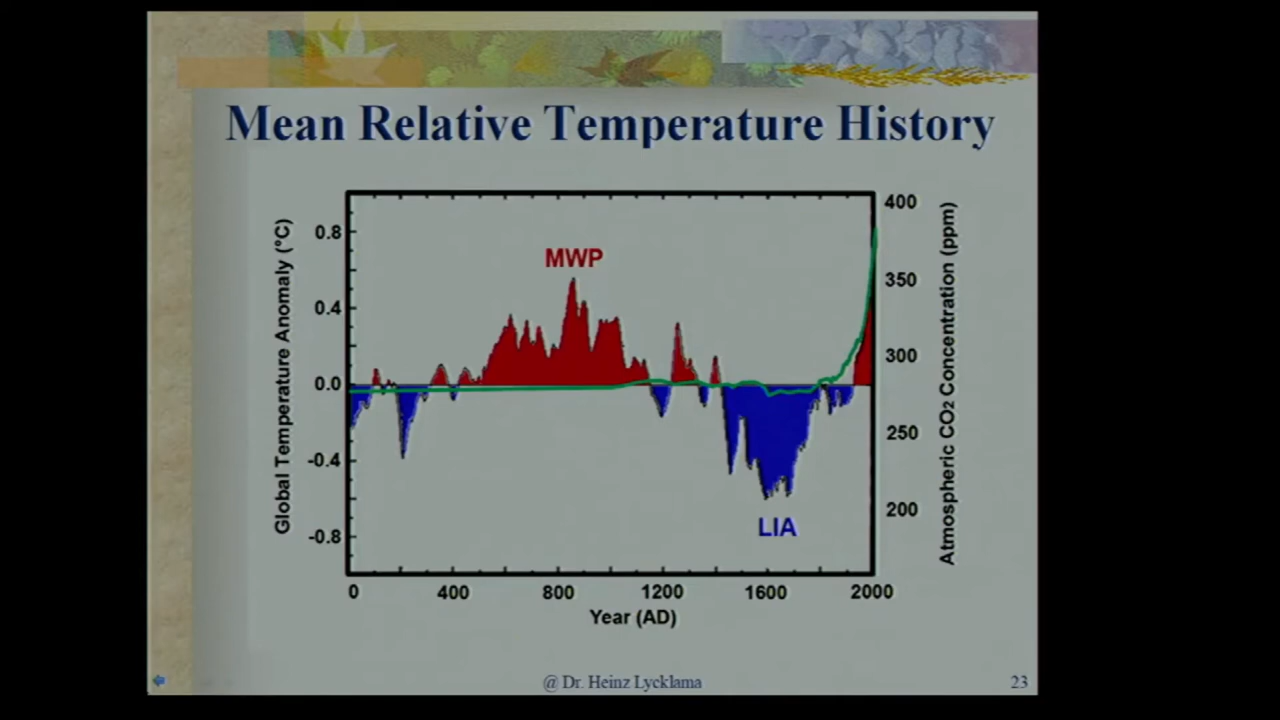 Mean Relative Temperature History
Global Temperature Anomaly (°C)
0.8
0.4
0.0
-0.4
-0.8
MWP
LIA
400
350
300
250
200
Atmospheric CO2 Concentration (ppm)
0 400 800 1200 1600 2000
Year (AD)
@ Dr. Heinz Lycklama
23